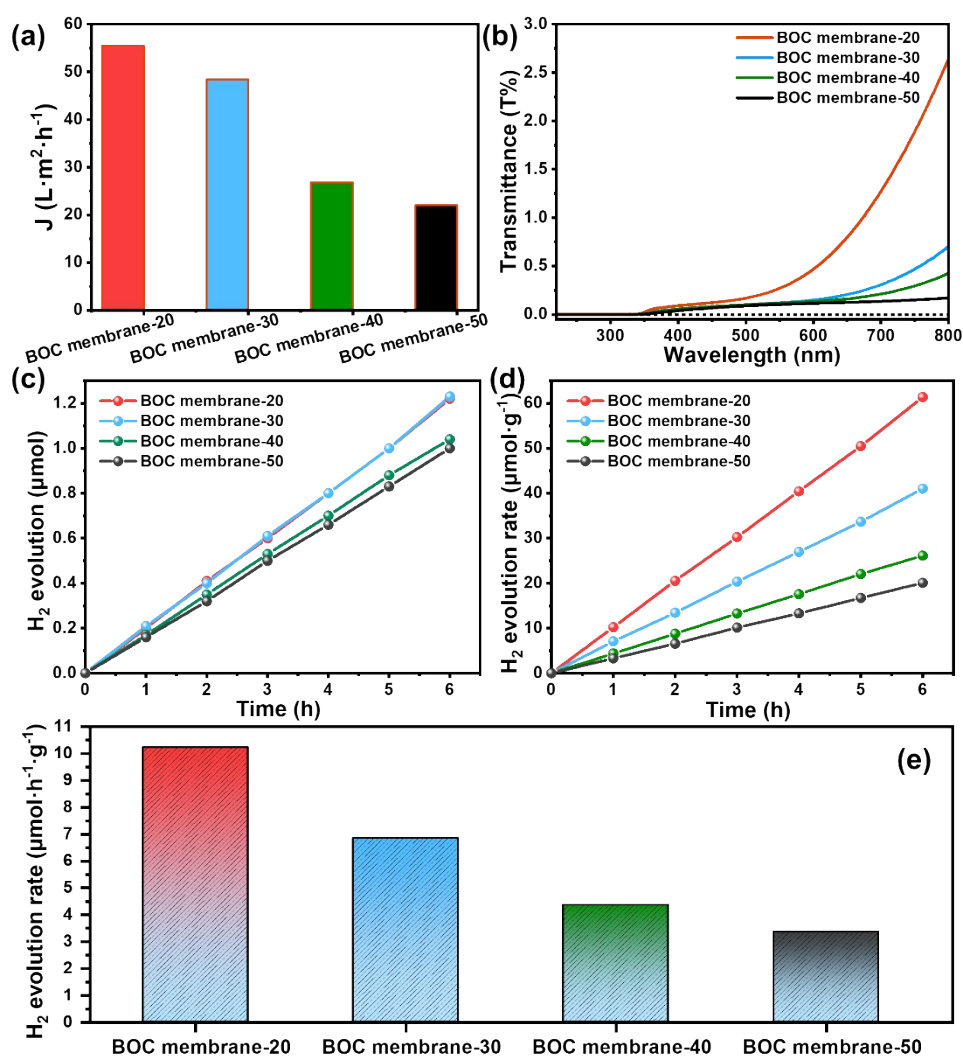 (a)
60
50
40
30
20
10
0
J (L·m²·h⁻¹)
BOC membrane-20
BOC membrane-30
BOC membrane-40
BOC membrane-50
(b)
3.0
2.5
2.0
1.5
1.0
0.5
0.0
Transmittance (T%)
BOC membrane-20
BOC membrane-30
BOC membrane-40
BOC membrane-50
300 400 500 600 700 800
Wavelength (nm)
(c)
1.2
1.0
0.8
0.6
0.4
0.2
0.0
H₂ evolution (μmol)
BOC membrane-20
BOC membrane-30
BOC membrane-40
BOC membrane-50
0 1 2 3 4 5 6
Time (h)
(d)
60
50
40
30
20
10
0
H₂ evolution rate (μmol·g⁻¹)
BOC membrane-20
BOC membrane-30
BOC membrane-40
BOC membrane-50
0 1 2 3 4 5 6
Time (h)
(e)
11
10
9
8
7
6
5
4
3
2
1
0
H₂ evolution rate (μmol·h⁻¹·g⁻¹)
BOC membrane-20 BOC membrane-30 BOC membrane-40 BOC membrane-50